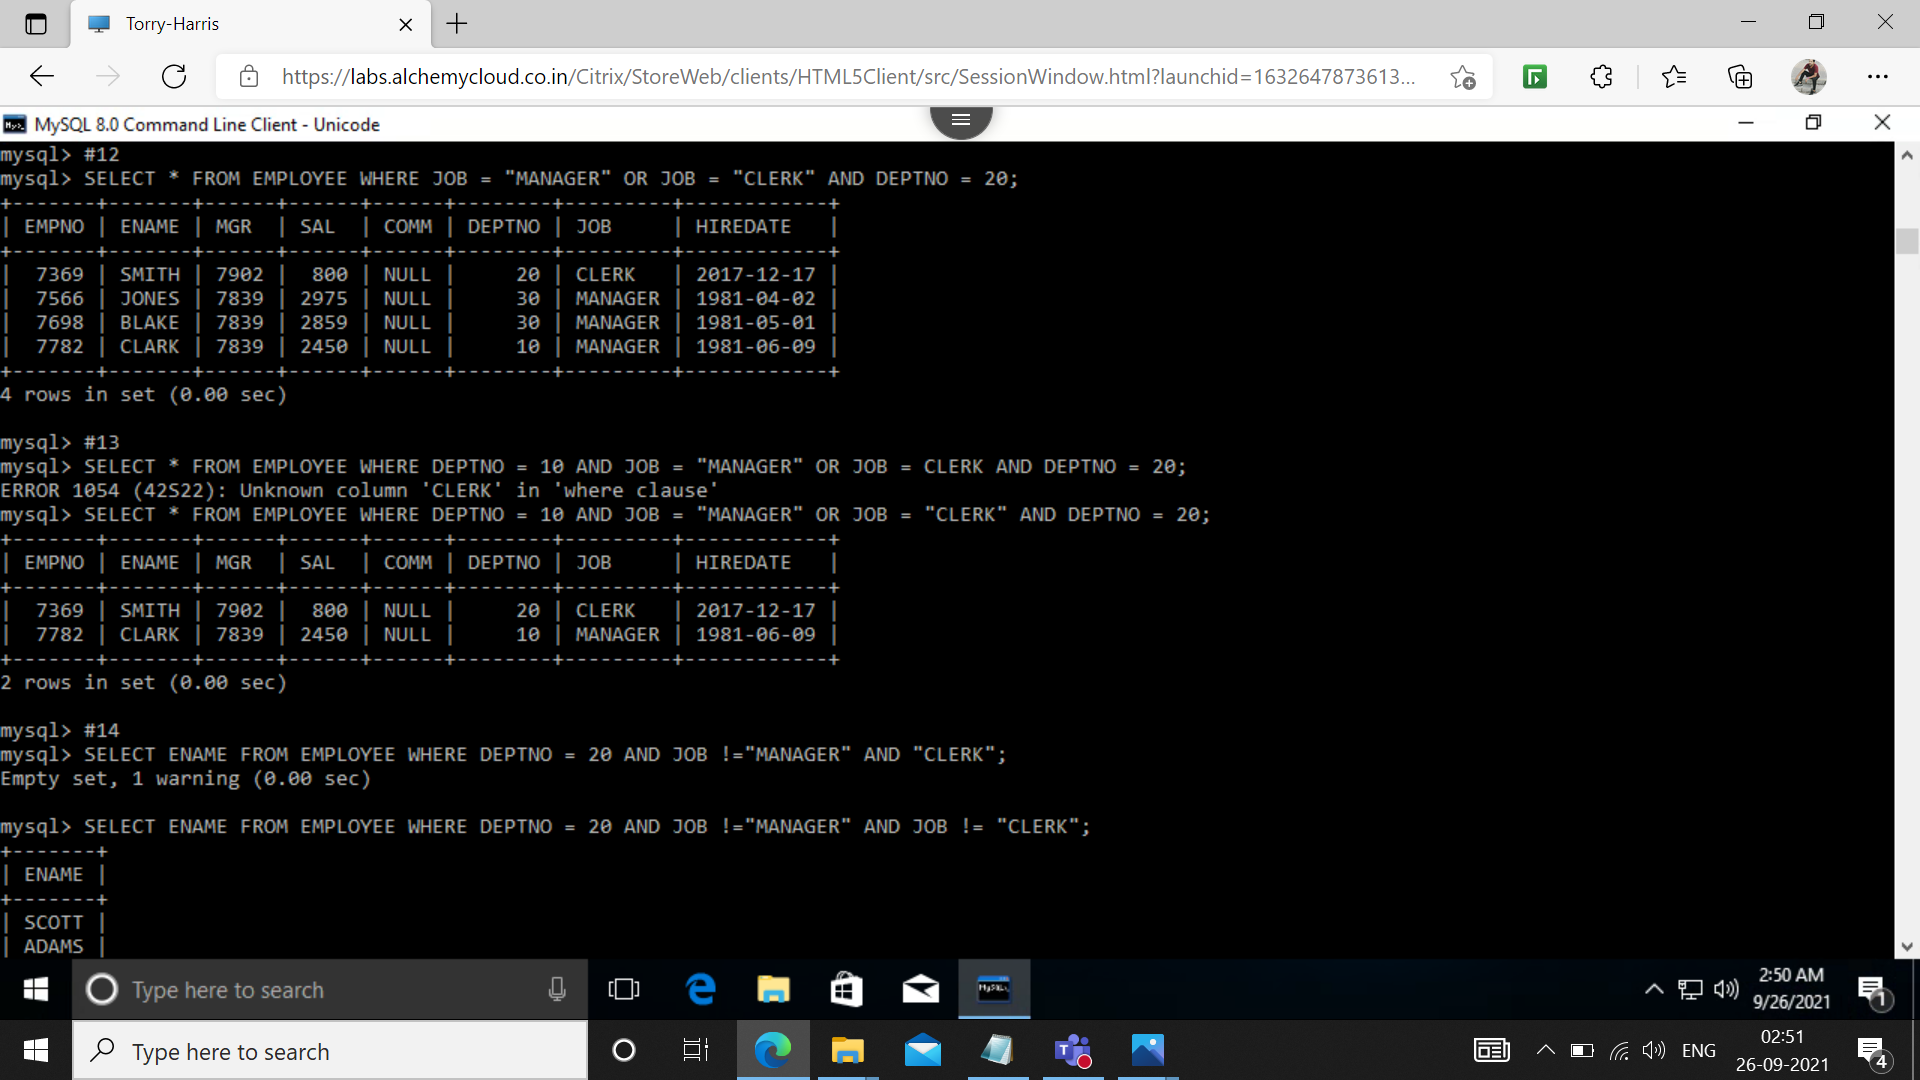 Torry-Harris
https://labs.alchemycloud.co.in/Citrix/StoreWeb/clients/HTML5Client/src/SessionWindow.html?launchid=1632647873613...
MySQL 8.0 Command Line Client - Unicode
mysql> #12
mysql> SELECT * FROM EMPLOYEE WHERE JOB = "MANAGER" OR JOB = "CLERK" AND DEPTNO = 20;
+-------+-------+------+------+------+--------+---------+------------+
| EMPNO | ENAME | MGR  | SAL  | COMM | DEPTNO | JOB     | HIREDATE   |
+-------+-------+------+------+------+--------+---------+------------+
|  7369 | SMITH | 7902 |  800 | NULL |     20 | CLERK   | 2017-12-17 |
|  7566 | JONES | 7839 | 2975 | NULL |     30 | MANAGER | 1981-04-02 |
|  7698 | BLAKE | 7839 | 2859 | NULL |     30 | MANAGER | 1981-05-01 |
|  7782 | CLARK | 7839 | 2450 | NULL |     10 | MANAGER | 1981-06-09 |
+-------+-------+------+------+------+--------+---------+------------+
4 rows in set (0.00 sec)
mysql> #13
mysql> SELECT * FROM EMPLOYEE WHERE DEPTNO = 10 AND JOB = "MANAGER" OR JOB = CLERK AND DEPTNO = 20;
ERROR 1054 (42S22): Unknown column 'CLERK' in 'where clause'
mysql> SELECT * FROM EMPLOYEE WHERE DEPTNO = 10 AND JOB = "MANAGER" OR JOB = "CLERK" AND DEPTNO = 20;
+-------+-------+------+------+------+--------+---------+------------+
| EMPNO | ENAME | MGR  | SAL  | COMM | DEPTNO | JOB     | HIREDATE   |
+-------+-------+------+------+------+--------+---------+------------+
|  7369 | SMITH | 7902 |  800 | NULL |     20 | CLERK   | 2017-12-17 |
|  7782 | CLARK | 7839 | 2450 | NULL |     10 | MANAGER | 1981-06-09 |
+-------+-------+------+------+------+--------+---------+------------+
2 rows in set (0.00 sec)
mysql> #14
mysql> SELECT ENAME FROM EMPLOYEE WHERE DEPTNO = 20 AND JOB !="MANAGER" AND "CLERK";
Empty set, 1 warning (0.00 sec)
mysql> SELECT ENAME FROM EMPLOYEE WHERE DEPTNO = 20 AND JOB !="MANAGER" AND JOB != "CLERK";
+-------+
| ENAME |
+-------+
| SCOTT |
| ADAMS |
Type here to search
2:50 AM
9/26/2021
1
Type here to search
ENG
02:51
26-09-2021
4